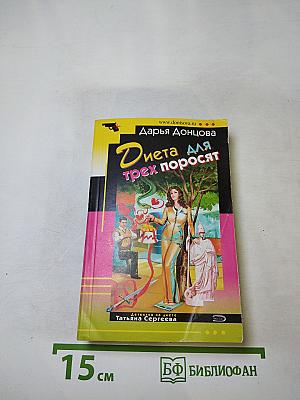 www.dontsova.ru
Дарья Донцова
Диета для
трех поросят
Детектив на диете
Татьяна Сергеева
15 см
БФ БИБЛИОФАН